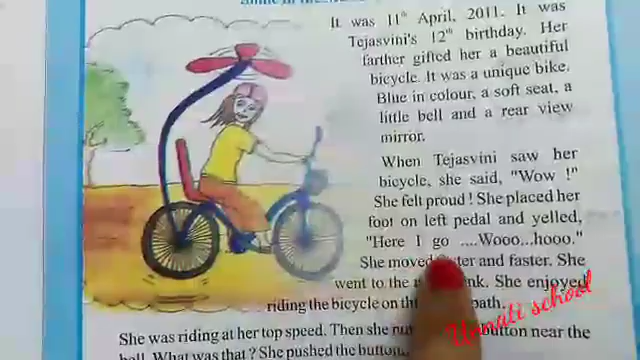 It was 11th April, 2011. It was
Tejasvini's 12th birthday. Her
farther gifted her a beautiful
bicycle. It was a unique bike.
Blue in colour, a soft seat, a
little bell and a rear view
mirror.
When Tejasvini saw her
bicycle, she said, "Wow !"
She felt proud ! She placed her
foot on left pedal and yelled,
"Here I go ....Wooo...hooo."
She moved and faster. She
went to the She enjoyed
riding the bicycle on path.
She was riding at her top speed. Then she button near the
bell. What was that ? She pushed the button.
Unnati school